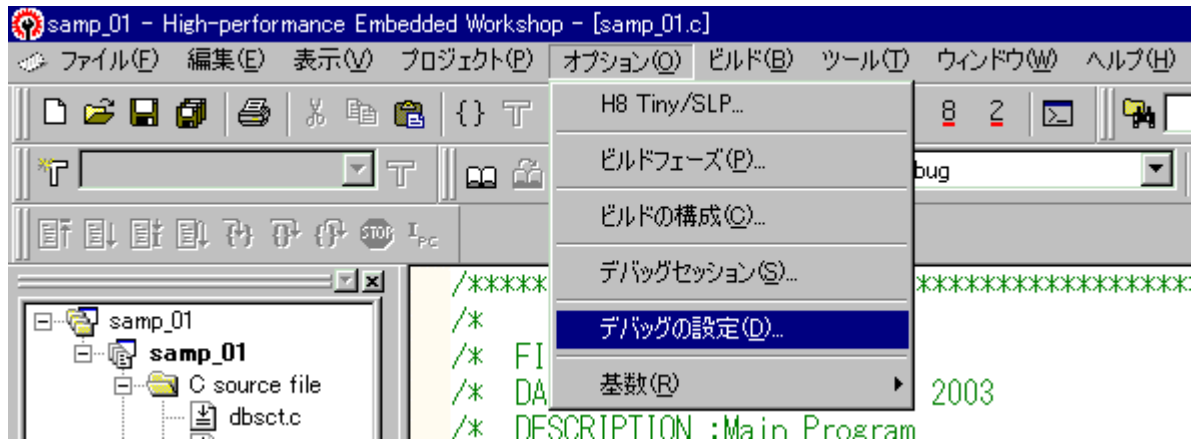 samp_01 - High-performance Embedded Workshop - [samp_01.c]
ファイル(F) 編集(E) 表示(V) プロジェクト(P) オプション(O) ビルド(B) ツール(T) ウィンドウ(W) ヘルプ(H)
H8 Tiny/SLP...
ビルドフェーズ(P)...
bug
ビルドの構成(C)...
STOP
PC
デバッグセッション(S)...
デバッグの設定(D)...
基数(R)
samp_01
samp_01
C source file
dbsct.c
/***** ******************
/*
/* FI
/* DA 2003
/* DESCRIPTION :Main Program